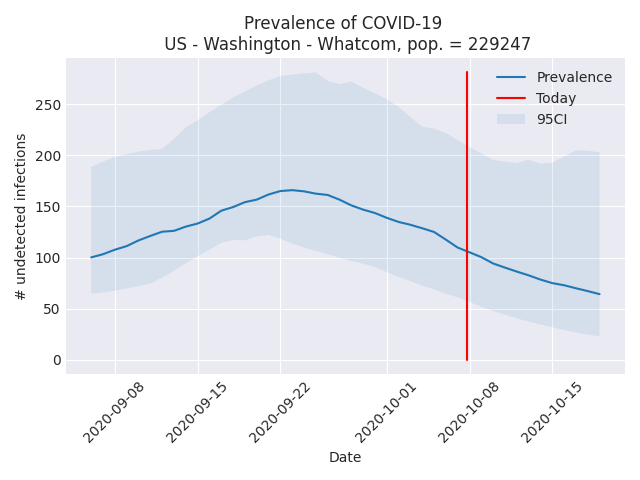 Prevalence of COVID-19
US - Washington - Whatcom, pop. = 229247
Prevalence
Today
95CI
# undetected infections
250
200
150
100
50
0
2020-09-08
2020-09-15
2020-09-22
2020-10-01
2020-10-08
2020-10-15
Date